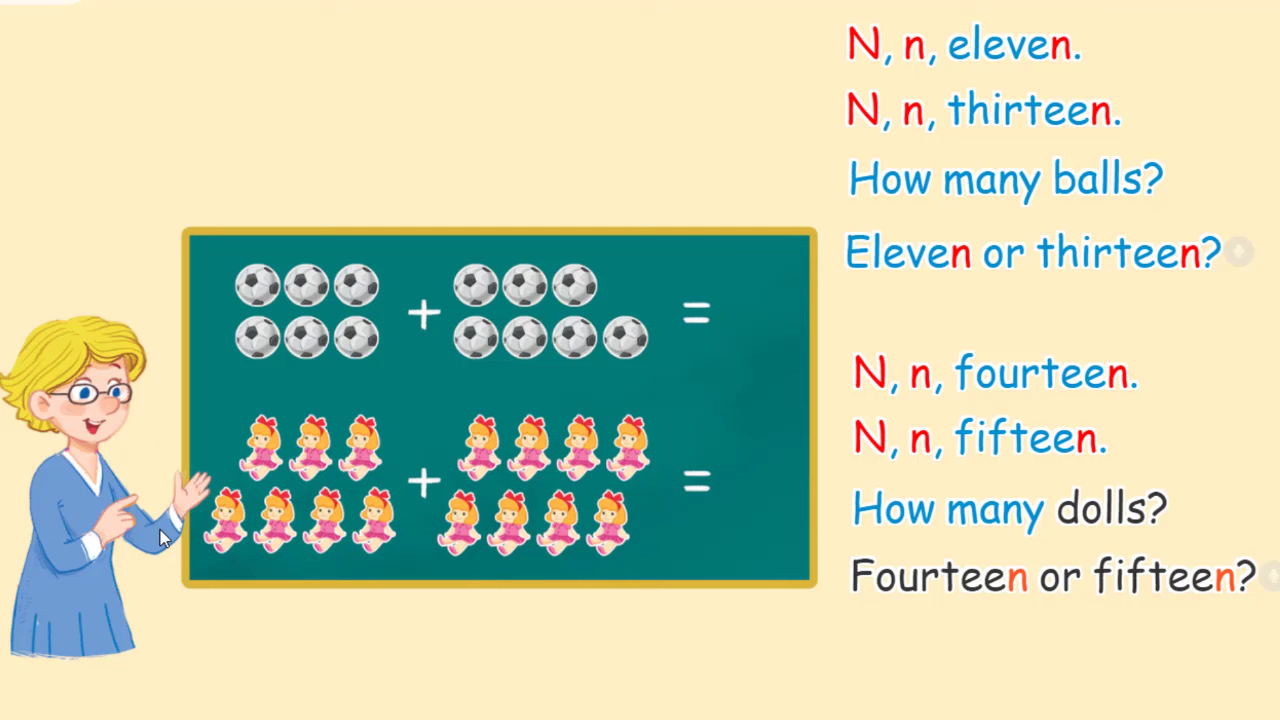 N, n, eleven.
N, n, thirteen.
How many balls?
Eleven or thirteen?
+ =
N, n, fourteen.
N, n, fifteen.
How many dolls?
Fourteen or fifteen?
+ =